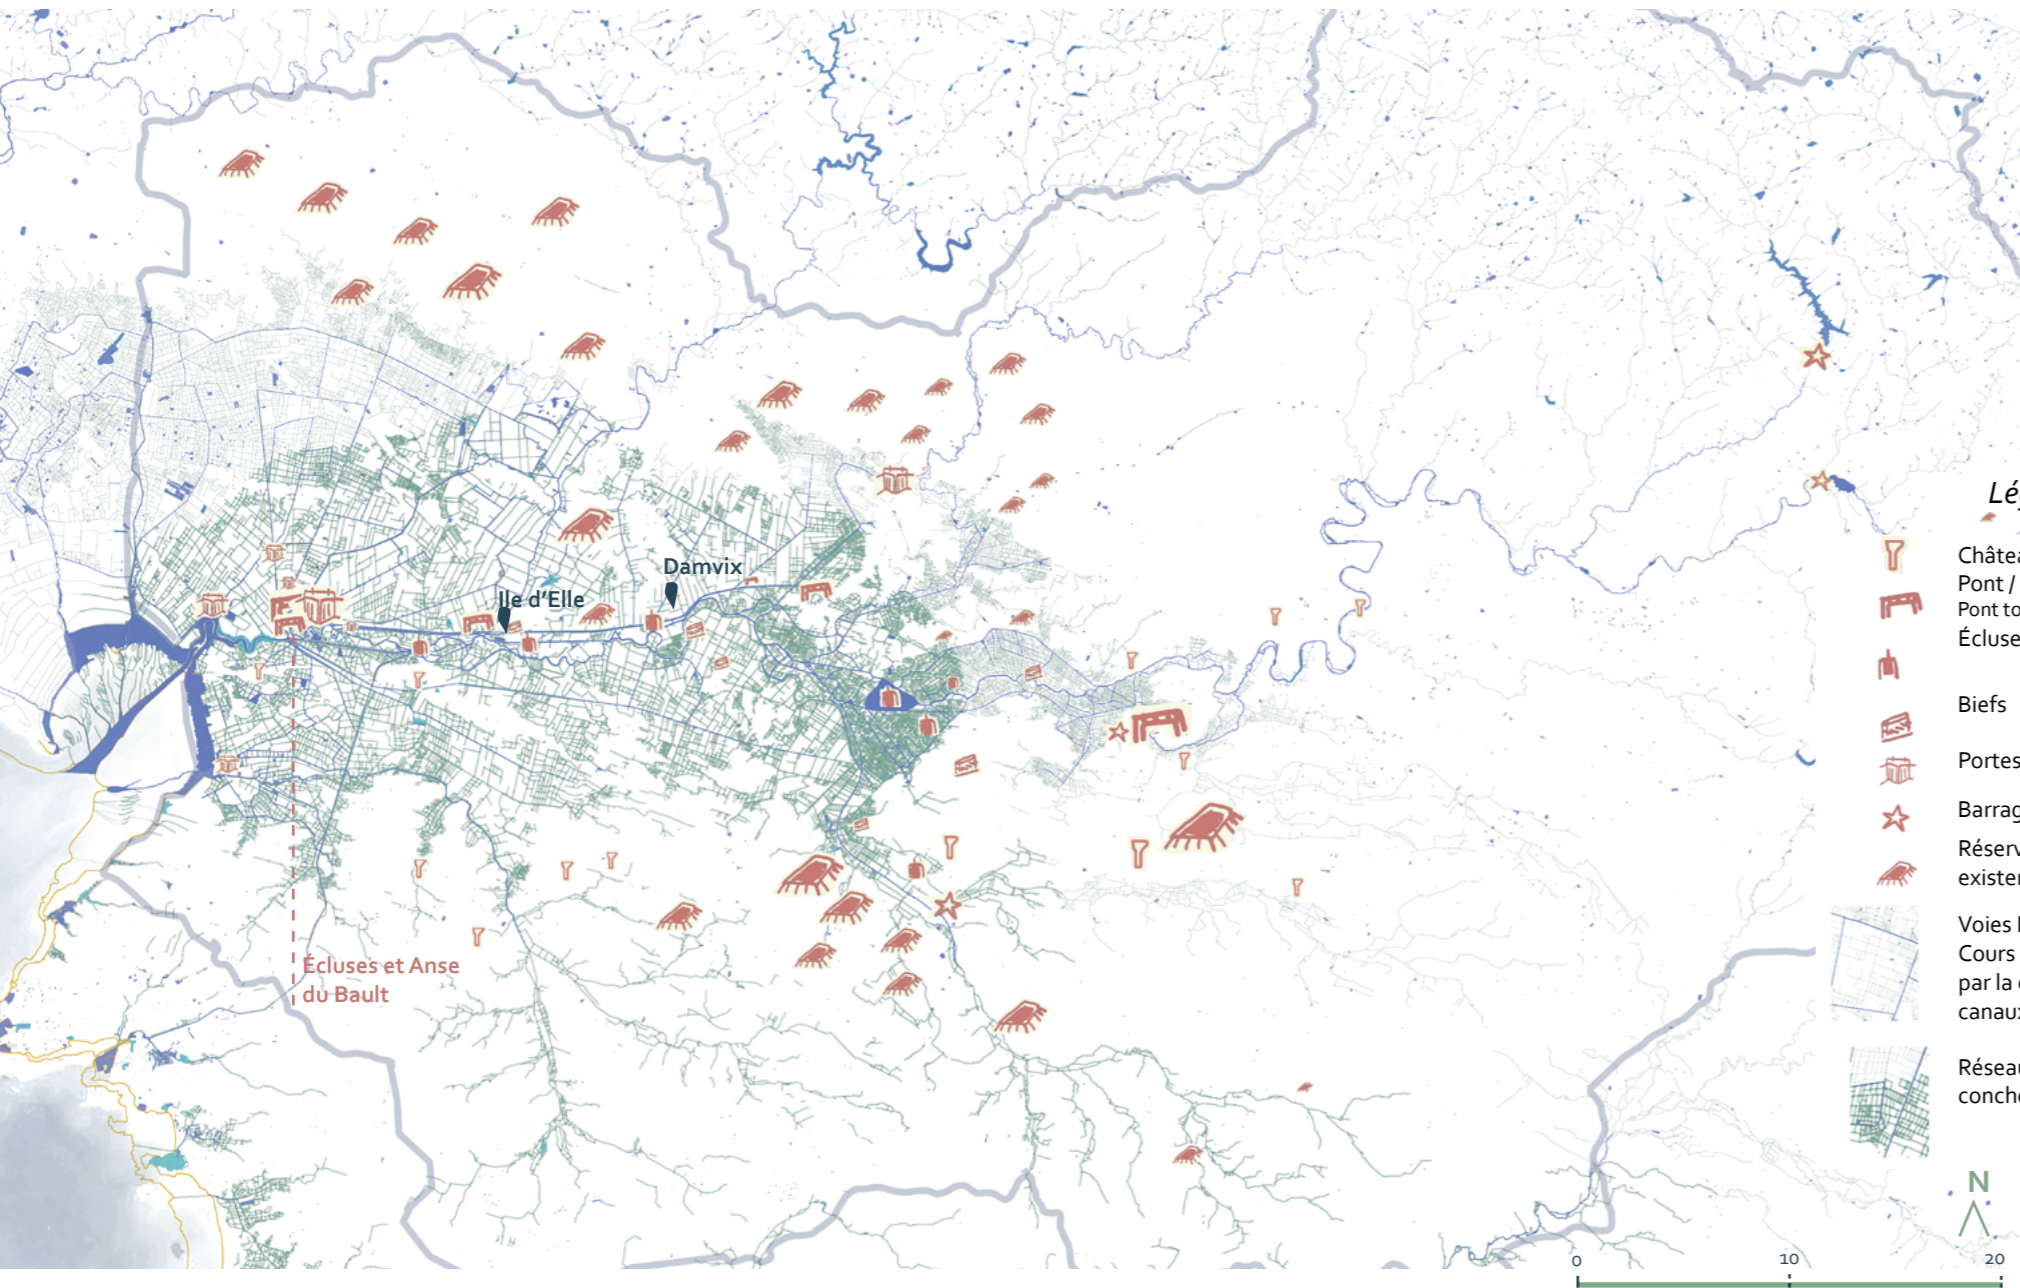 Damvix
Ile d'Elle
Écluses et Anse
du Bault
Châtea
Pont /
Pont to
Écluse
Biefs
Portes
Barrag
Réserv
existen
Voies
Cours
par la
canaux
Réseau
conche
N
0 10 20